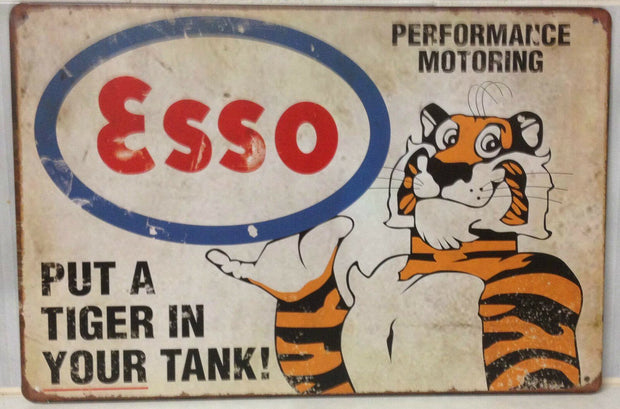 Esso
PERFORMANCE
MOTORING
PUT A
TIGER IN
YOUR TANK!